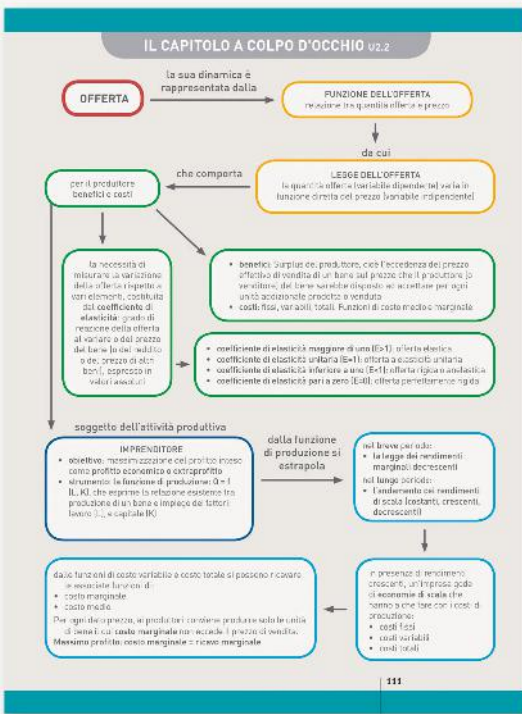 IL CAPITOLO A COLPO D'OCCHIO U2.2
OFFERTA
la sua dinamica è
rappresentata dalla
FUNZIONE DELL'OFFERTA
relazione tra quantità offerta e prezzo
da cui
LEGGE DELL'OFFERTA
la quantità offerta (variabile dipendente) varia in
funzione diretta del prezzo (variabile indipendente)
che comporta
per il produttore
benefici e costi
la necessità di
misurare la variazione
della offerta rispetto a
vari elementi, costituita
dal coefficiente di
elasticità: grado di
reazione della offerta
al variare o del prezzo
del bene (o del reddito
o del prezzo di altri
beni), espresso in
valori assoluti
• benefici: Surplus del produttore, cioè l'eccedenza del prezzo
effettivo di vendita di un bene sul prezzo che il produttore (o
venditore) del bene sarebbe disposto ad accettare per ogni
unità addizionale prodotta o venduta
• costi: fissi, variabili, totali. Funzioni di costo medio e marginale
• coefficiente di elasticità maggiore di uno (E>1): offerta elastica
• coefficiente di elasticità unitaria (E=1): offerta a elasticità unitaria
• coefficiente di elasticità inferiore a uno (E<1): offerta rigida o anelastica
• coefficiente di elasticità pari a zero (E=0): offerta perfettamente rigida
soggetto dell'attività produttiva
IMPRENDITORE
• obiettivo: massimizzazione del profitto inteso
come profitto economico o extraprofitto
• strumento: la funzione di produzione: Q = f
(L, K), che esprime la relazione esistente tra
produzione di un bene e impiego dei fattori:
lavoro (L), e capitale (K)
dalla funzione
di produzione si
estrapola
nel breve periodo:
• la legge dei rendimenti
marginali decrescenti
nel lungo periodo:
• l'andamento dei rendimenti
di scala (costanti, crescenti,
decrescenti)
in presenza di rendimenti
crescenti, un'impresa gode
di economie di scala che
hanno a che fare con i costi di
produzione:
• costi fissi
• costi variabili
• costi totali
dalle funzioni di costo variabile e costo totale si possono ricavare
le associate funzioni di:
• costo marginale
• costo medio
Per ogni dato prezzo, ai produttori conviene produrre solo le unità
di bene il cui costo marginale non eccede il prezzo di vendita.
Massimo profitto: costo marginale = ricavo marginale
111